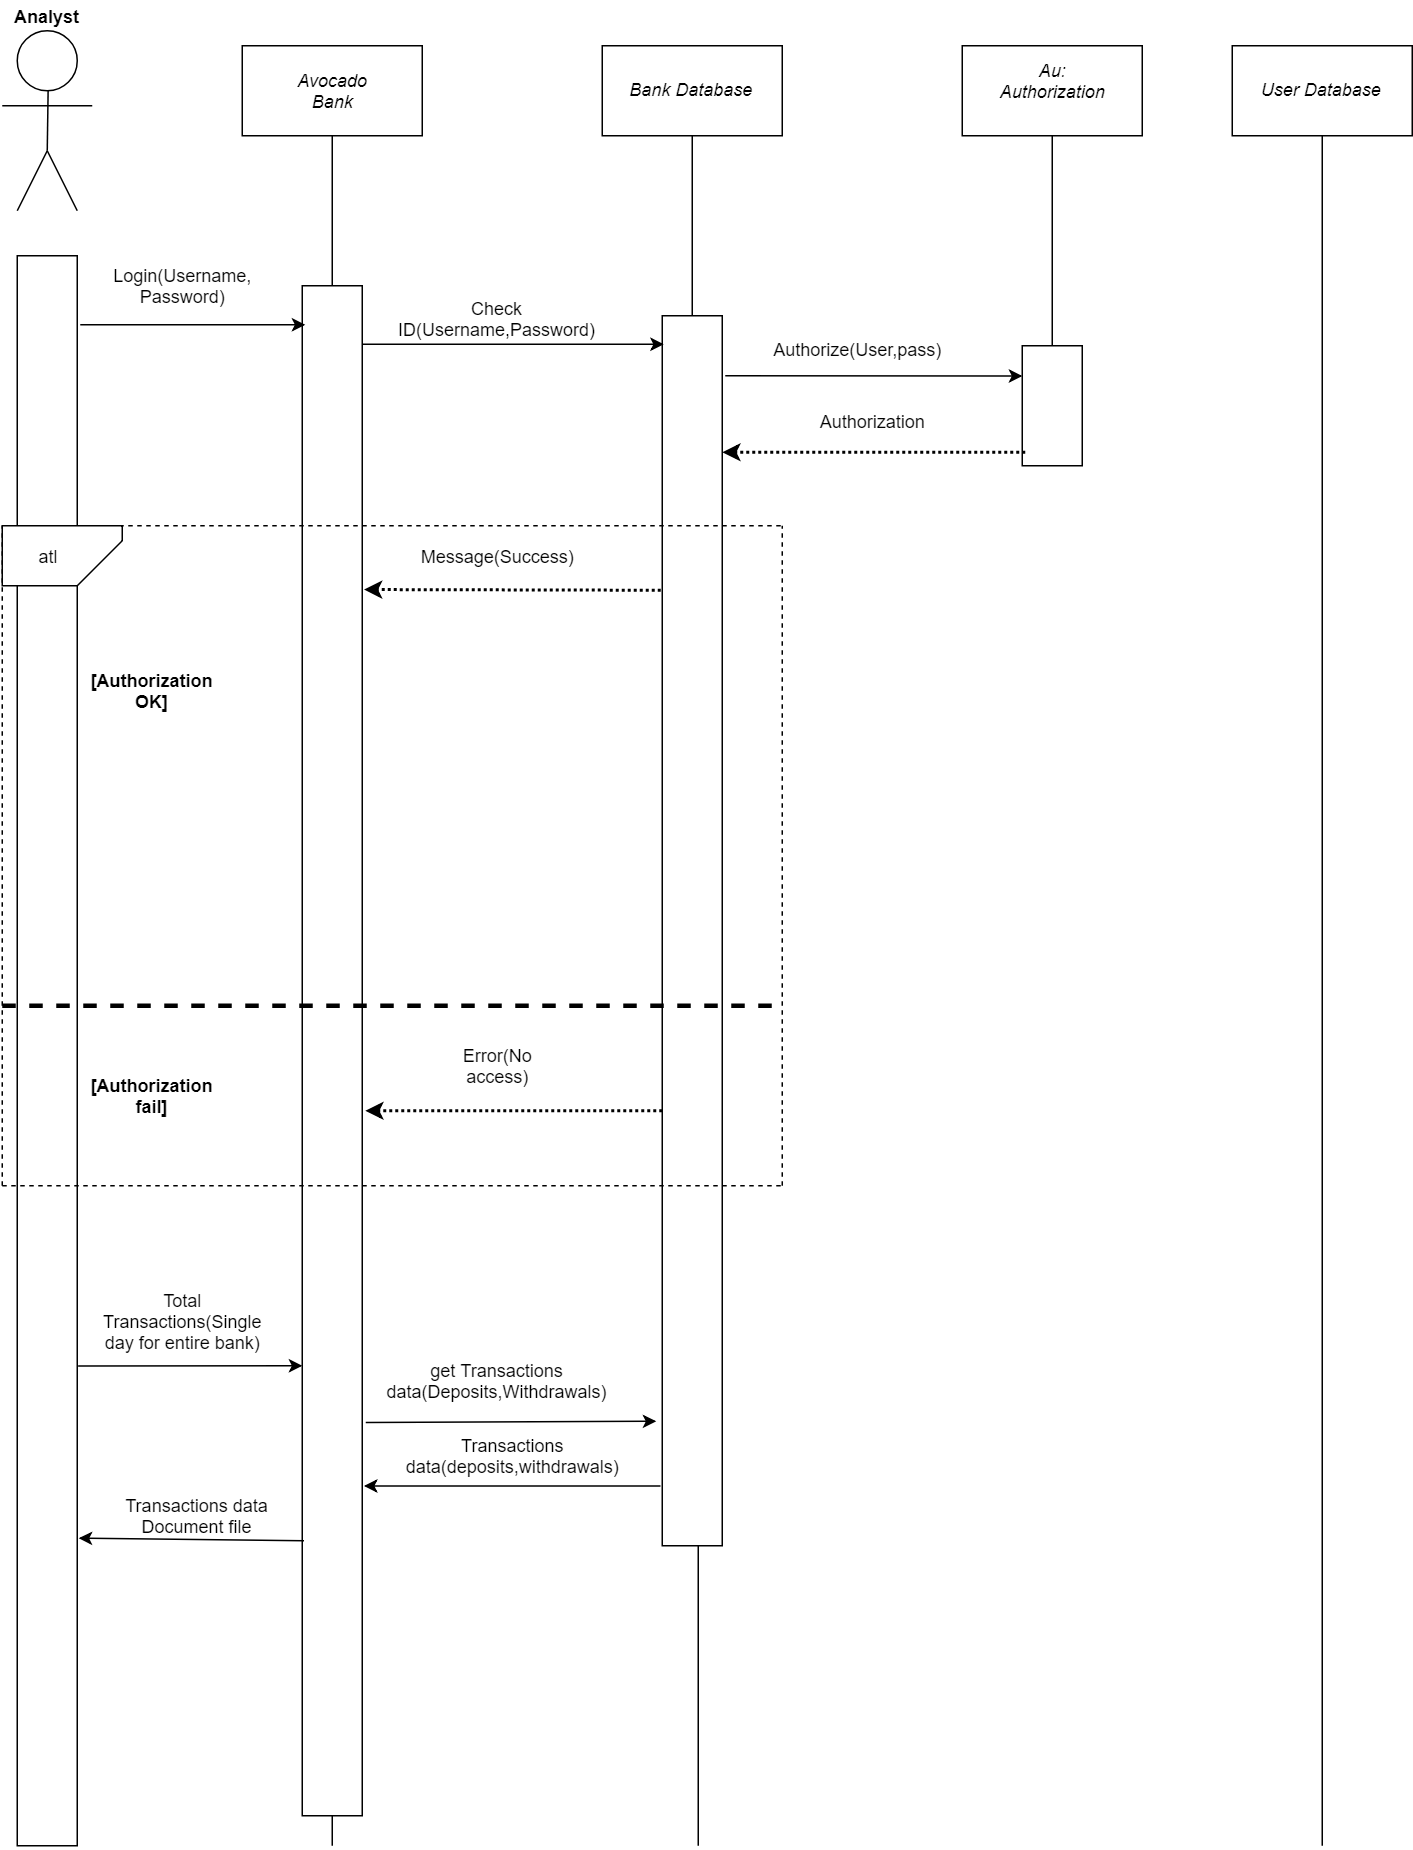 Analyst
Avocado
Bank
Bank Database
Au:
Authorization
User Database
Login(Username,
Password)
Check
ID(Username,Password)
Authorize(User,pass)
Authorization
atl
Message(Success)
[Authorization
OK]
Error(No
access)
[Authorization
fail]
Total
Transactions(Single
day for entire bank)
get Transactions
data(Deposits,Withdrawals)
Transactions
data(deposits,withdrawals)
Transactions data
Document file